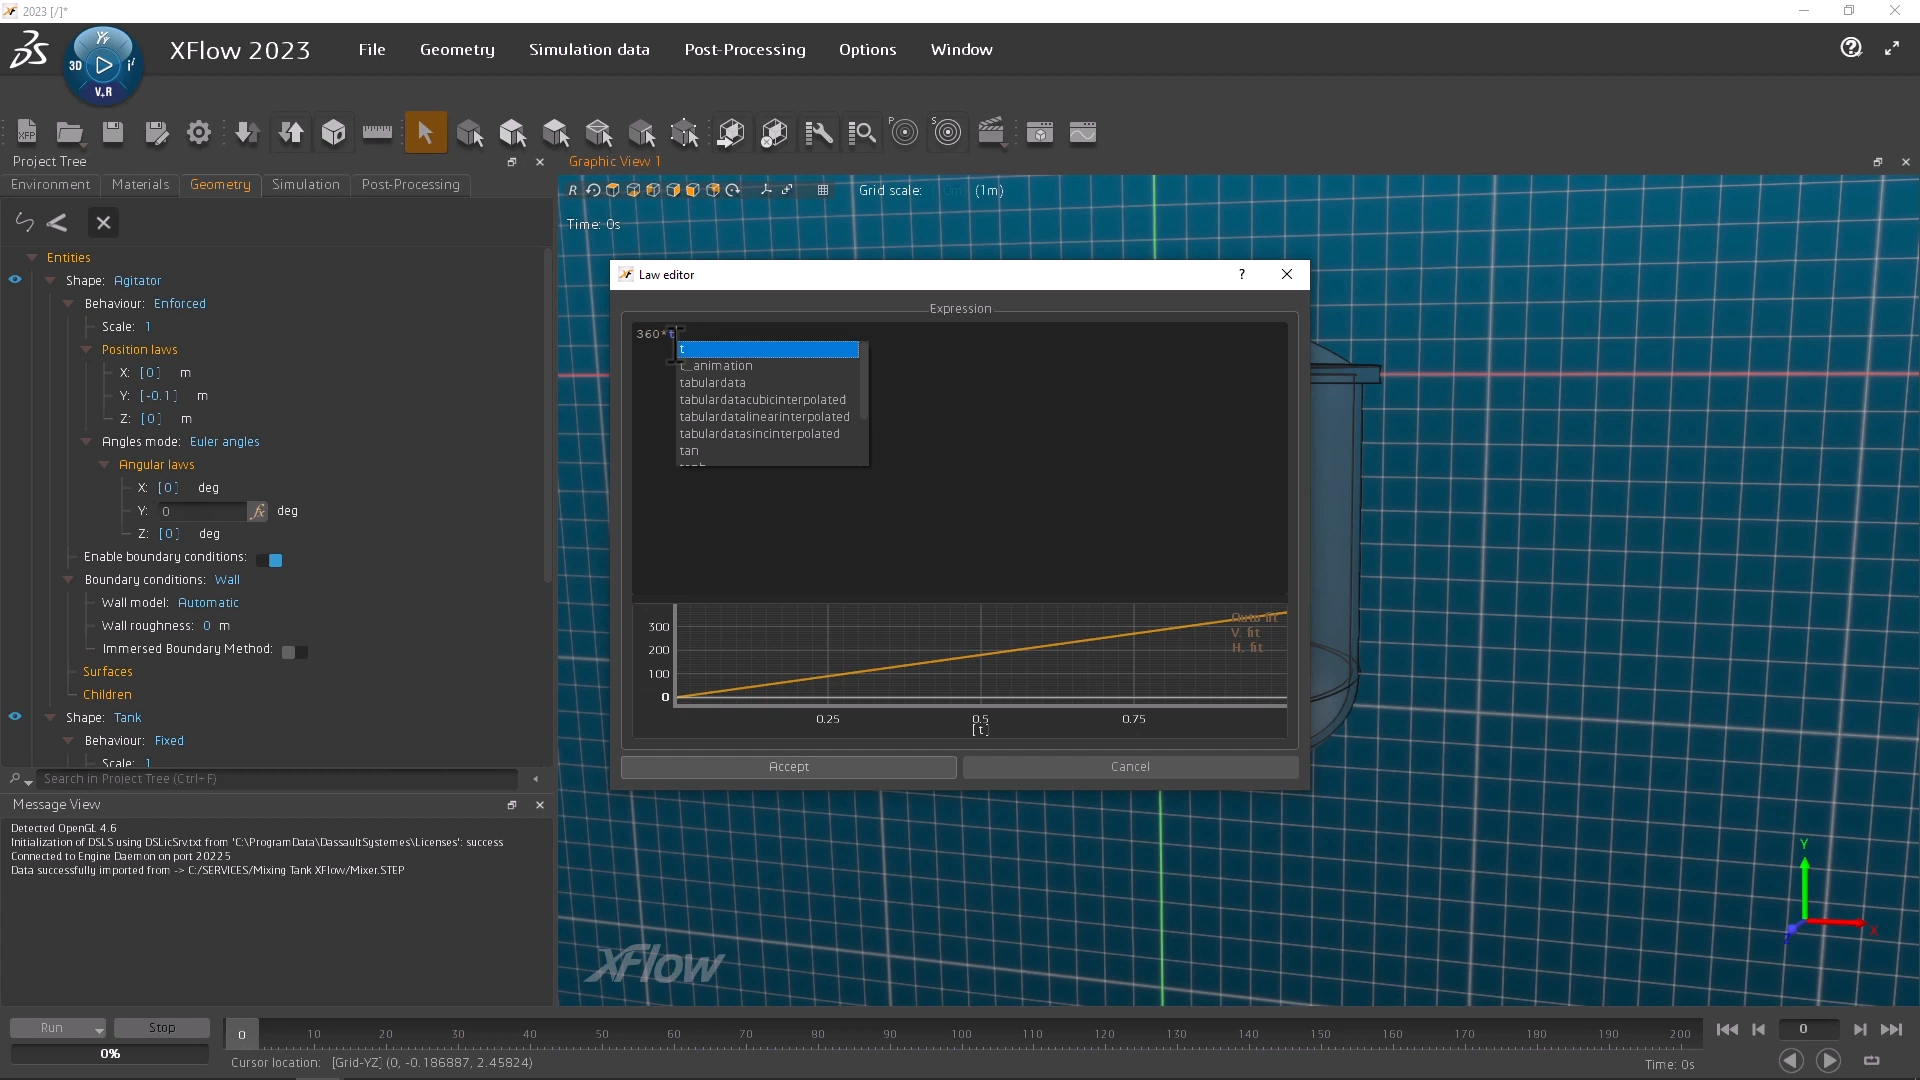 2023 [/]*
XFlow 2023
File
Geometry
Simulation data
Post-Processing
Options
Window
3D
V,R
XFP
P
S
Project Tree
Graphic View 1
Environment
Materials
Geometry
Simulation
Post-Processing
R
Grid scale:
(1m)
Time: 0s
Entities
Shape: Agitator
Behaviour: Enforced
Scale: 1
Position laws
X: [0] m
Y: [-0.1] m
Z: [0] m
Angles mode: Euler angles
Angular laws
X: [0] deg
Y: 0 fx deg
Z: [0] deg
Enable boundary conditions:
Boundary conditions: Wall
Wall model: Automatic
Wall roughness: 0 m
Immersed Boundary Method:
Surfaces
Children
Shape: Tank
Behaviour: Fixed
Scale: 1
Search in Project Tree (Ctrl+F)
Message View
Detected OpenGL 4.6
Initialization of DSLS using DSLicSrv.txt from 'C:\ProgramData\DassaultSystemes\Licenses': success
Connected to Engine Daemon on port 20225
Data successfully imported from -> C:/SERVICES/Mixing Tank XFlow/Mixer.STEP
Law editor
?
Expression
360*t
t
t_animation
tabulardata
tabulardatacubicinterpolated
tabulardatalinearinterpolated
tabulardatasincinterpolated
tan
tanh
300
200
100
0
0.25
0.5
0.75
[t]
Auto fit
V. fit
H. fit
Accept
Cancel
Y
X
XFlow
Run
Stop
0%
0
10
20
30
40
50
60
70
80
90
100
110
120
130
140
150
160
170
180
190
200
0
Cursor location: [Grid-YZ] (0, -0.186887, 2.45824)
Time: 0s